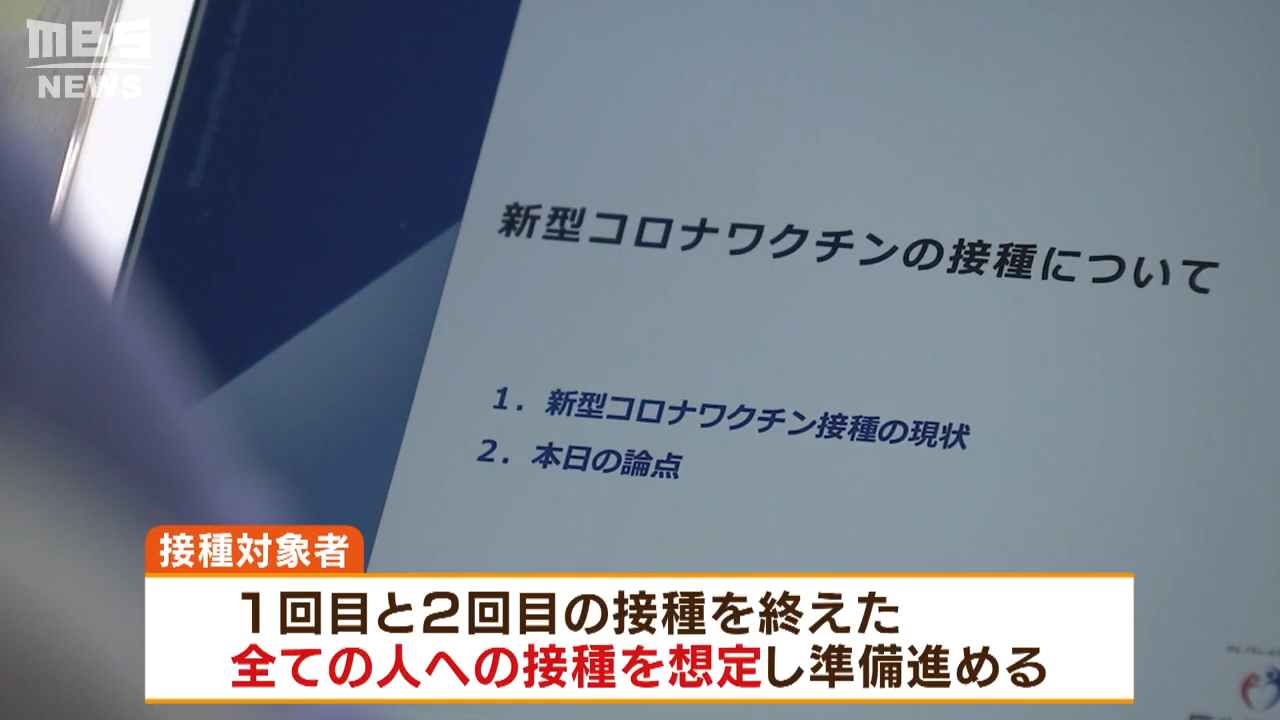 MBS
NEWS
新型コロナワクチンの接種について
1. 新型コロナワクチン接種の現状
2. 本日の論点
接種対象者
1回目と2回目の接種を終えた
全ての人への接種を想定し準備進める